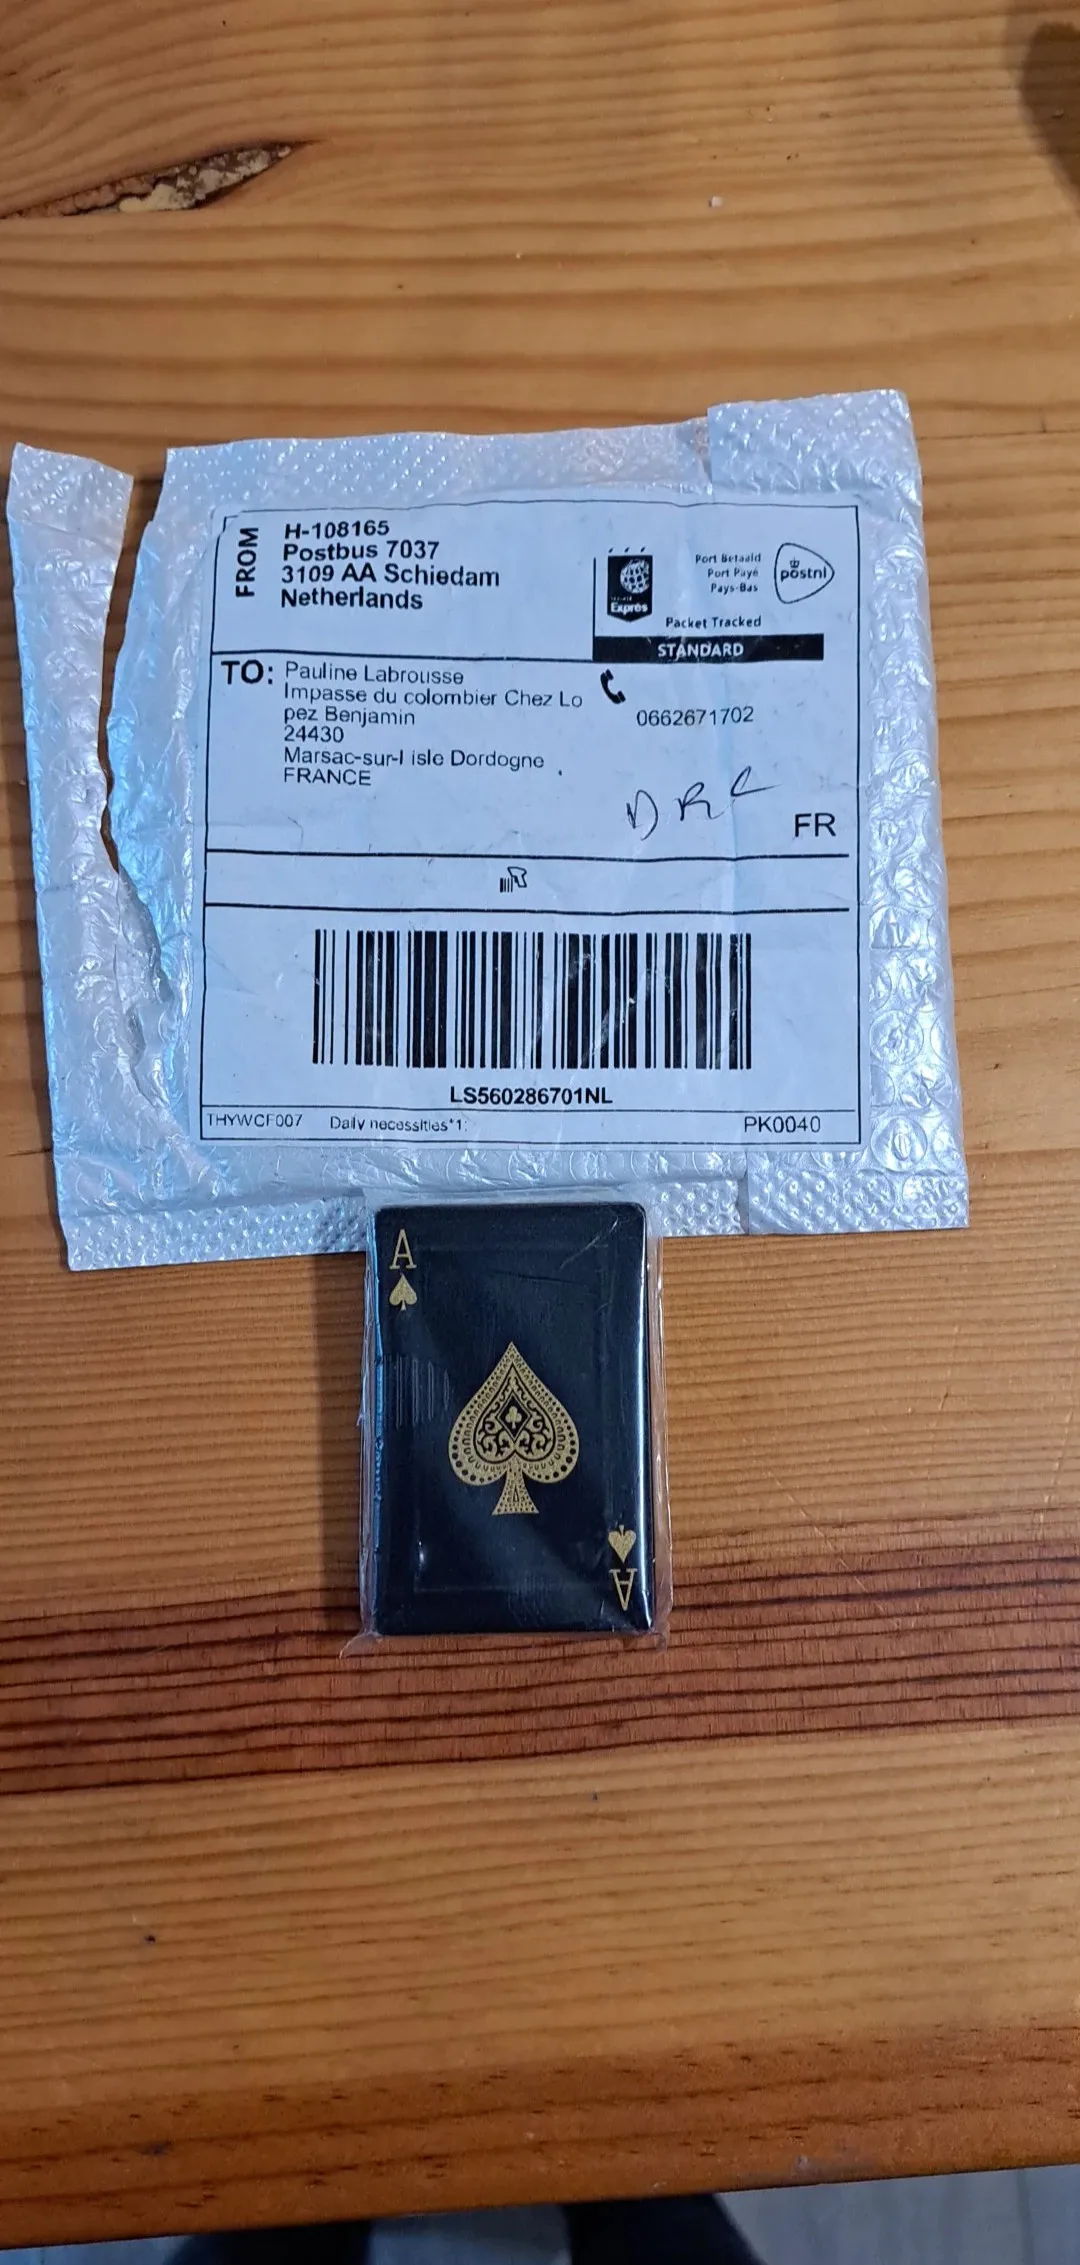 FROM
H-108165
Postbus 7037
3109 AA Schiedam
Netherlands
Exprès
Port Betaald
Port Payé
Pays-Bas
postnl
Packet Tracked
STANDARD
TO:
Pauline Labrousse
Impasse du colombier Chez Lo
pez Benjamin
24430
Marsac-sur-l isle Dordogne
FRANCE
0662671702
DRC
FR
LS560286701NL
THYWCF007 Daily necessities*1: PK0040
A
A